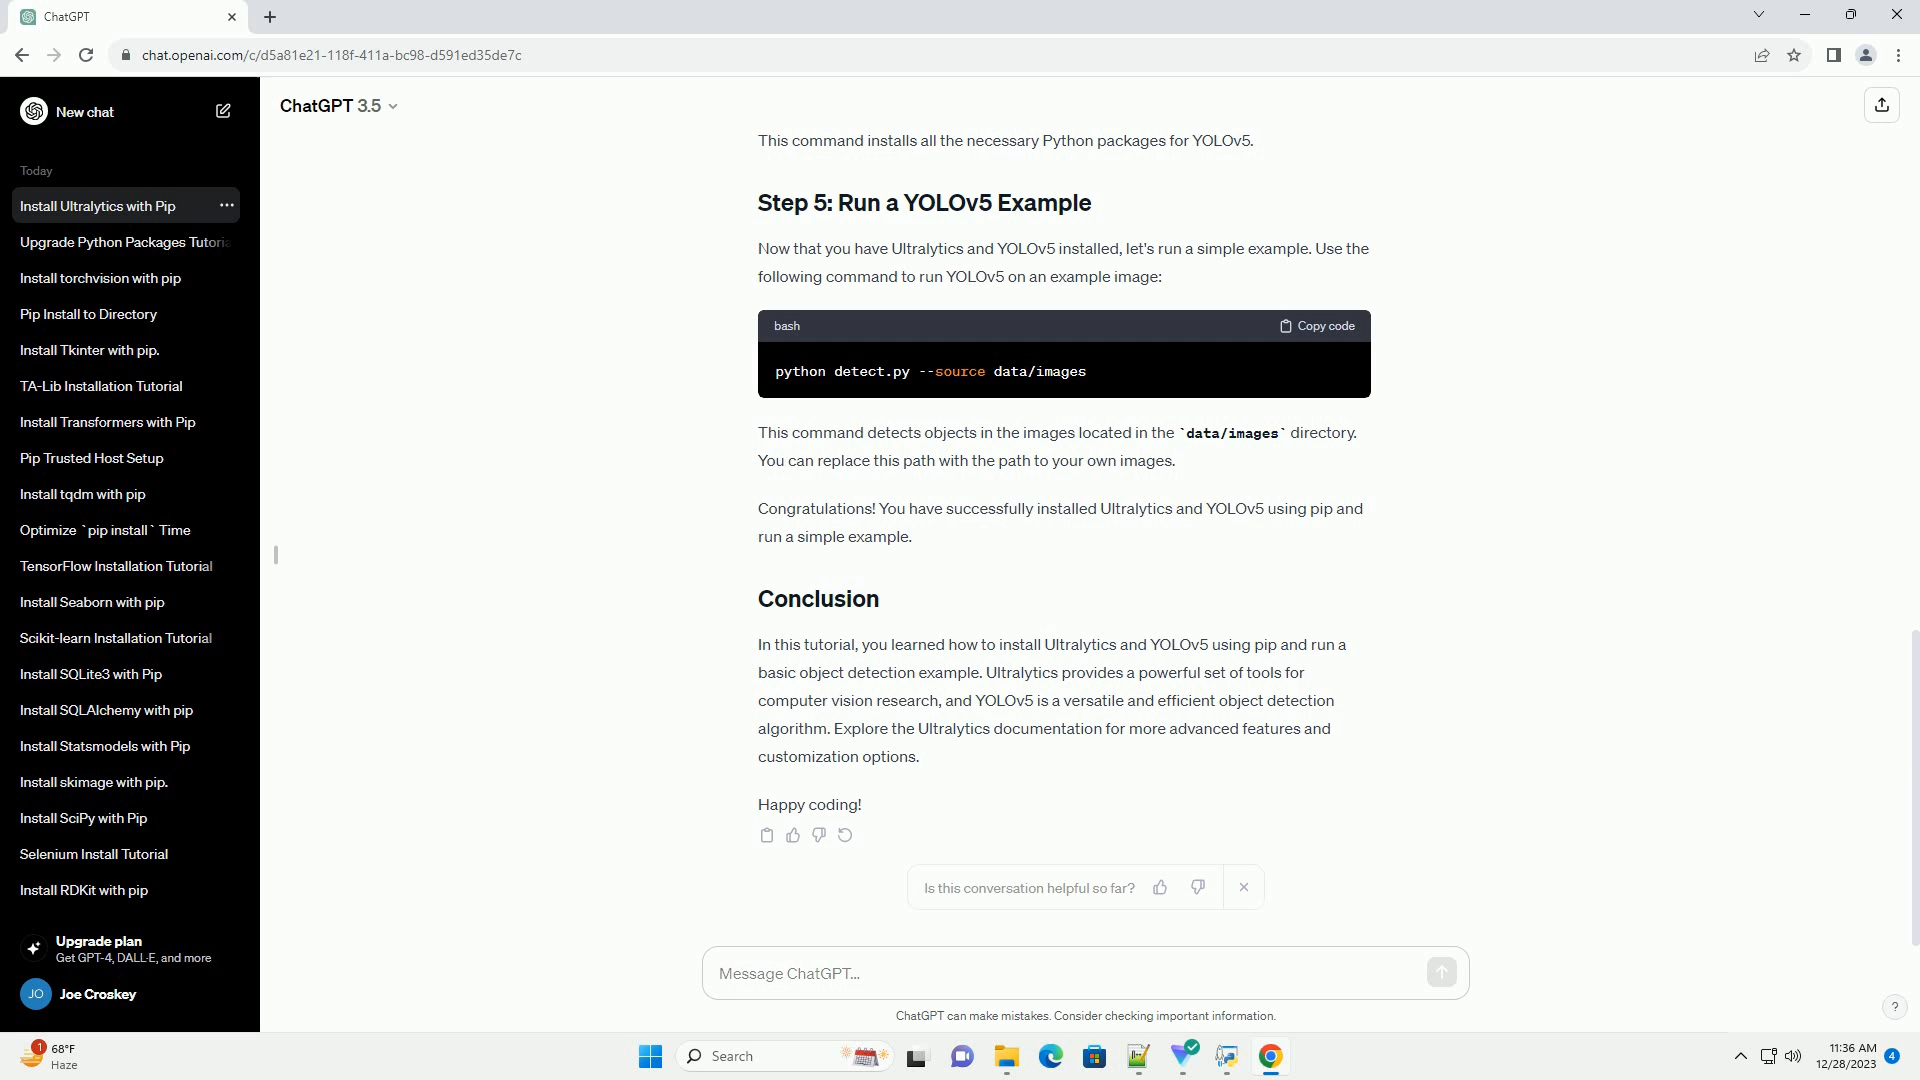 ChatGPT
chat.openai.com/c/d5a81e21-118f-411a-bc98-d591ed35de7c
New chat
Today
Install Ultralytics with Pip
Upgrade Python Packages Tutoria
Install torchvision with pip
Pip Install to Directory
Install Tkinter with pip.
TA-Lib Installation Tutorial
Install Transformers with Pip
Pip Trusted Host Setup
Install tqdm with pip
Optimize `pip install` Time
TensorFlow Installation Tutorial
Install Seaborn with pip
Scikit-learn Installation Tutorial
Install SQLite3 with Pip
Install SQLAlchemy with pip
Install Statsmodels with Pip
Install skimage with pip.
Install SciPy with Pip
Selenium Install Tutorial
Install RDKit with pip
Upgrade plan
Get GPT-4, DALL·E, and more
JO Joe Croskey
ChatGPT 3.5
This command installs all the necessary Python packages for YOLOv5.
Step 5: Run a YOLOv5 Example
Now that you have Ultralytics and YOLOv5 installed, let's run a simple example. Use the
following command to run YOLOv5 on an example image:
bash Copy code
python detect.py --source data/images
This command detects objects in the images located in the `data/images` directory.
You can replace this path with the path to your own images.
Congratulations! You have successfully installed Ultralytics and YOLOv5 using pip and
run a simple example.
Conclusion
In this tutorial, you learned how to install Ultralytics and YOLOv5 using pip and run a
basic object detection example. Ultralytics provides a powerful set of tools for
computer vision research, and YOLOv5 is a versatile and efficient object detection
algorithm. Explore the Ultralytics documentation for more advanced features and
customization options.
Happy coding!
Is this conversation helpful so far?
Message ChatGPT...
ChatGPT can make mistakes. Consider checking important information.
?
1
68°F
Haze
Search
11:36 AM
12/28/2023
4